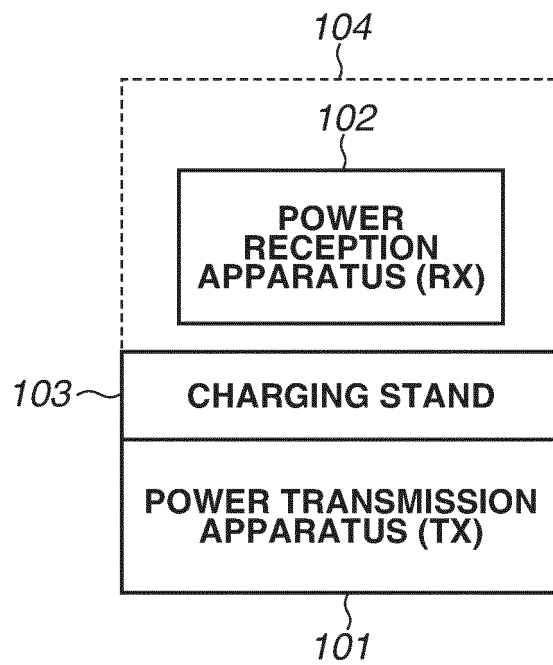 104
102
POWER
RECEPTION
APPARATUS (RX)
103
CHARGING STAND
POWER TRANSMISSION
APPARATUS (TX)
101